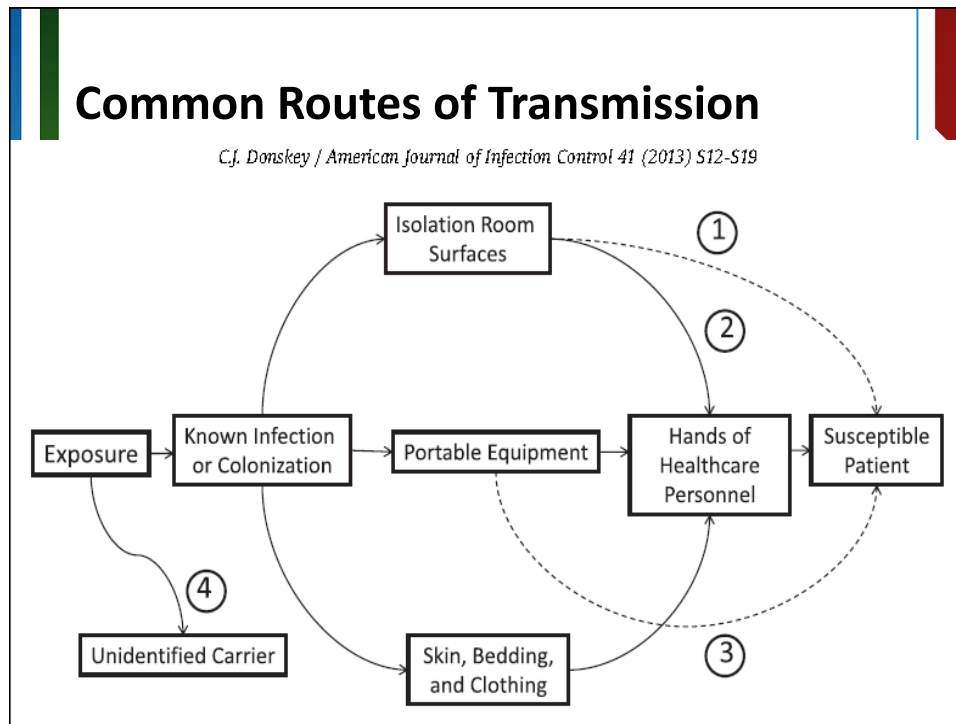 Common Routes of Transmission
C.J. Donskey / American Journal of Infection Control 41 (2013) S12-S19
Isolation Room
Surfaces
1
2
Exposure
Known Infection
or Colonization
Portable Equipment
Hands of
Healthcare
Personnel
Susceptible
Patient
4
Unidentified Carrier
Skin, Bedding,
and Clothing
3